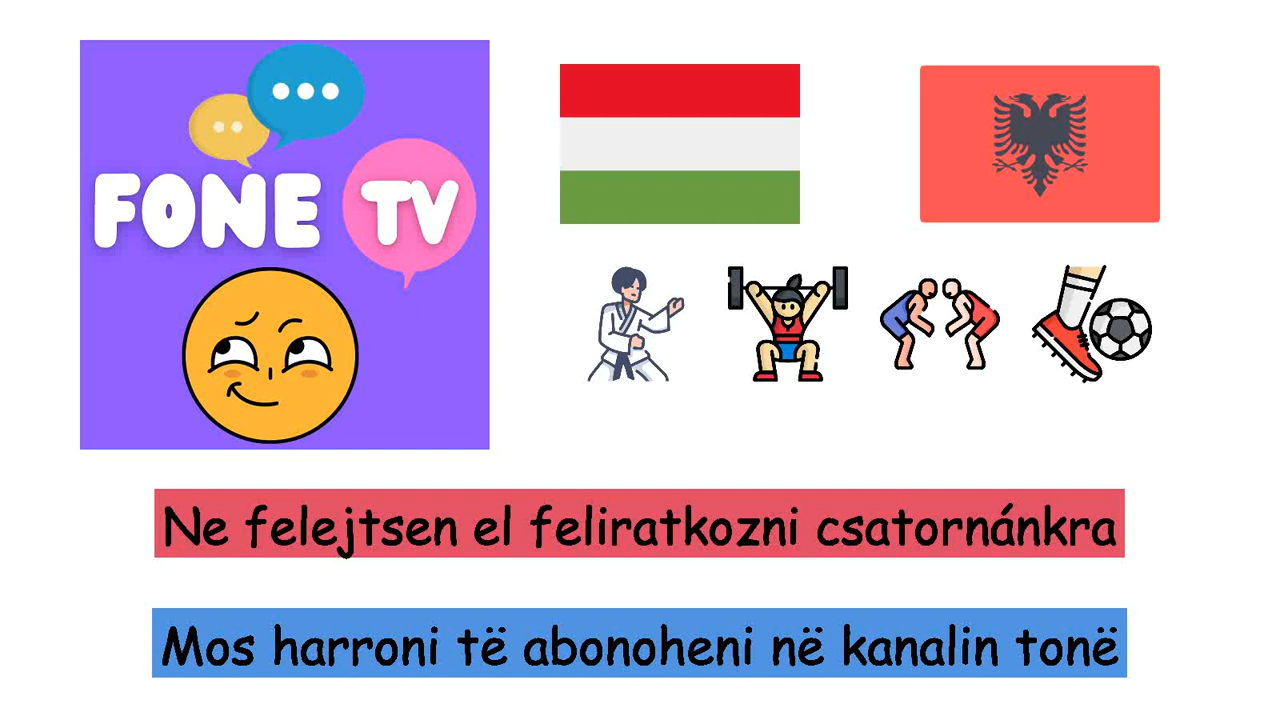 FONE TV
Ne felejtsen el feliratkozni csatornánkra
Mos harroni të abonoheni në kanalin tonë